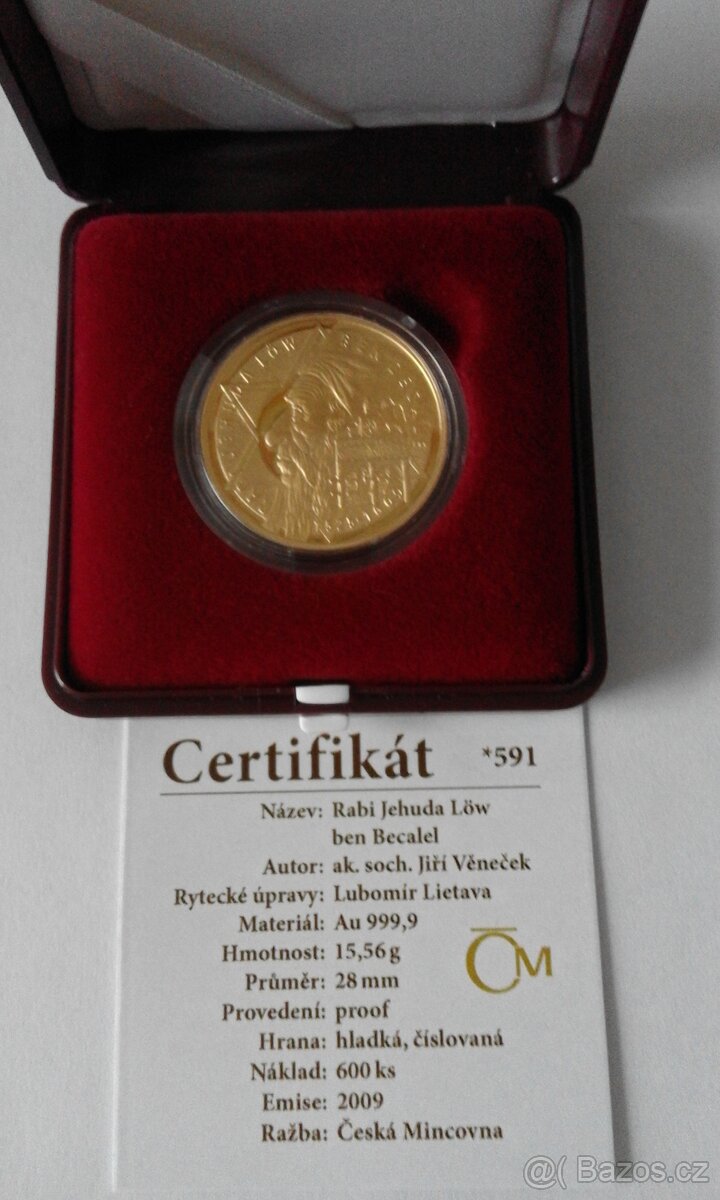 LÖW
Certifikát *591
Název: Rabi Jehuda Löw
ben Becalel
Autor: ak. soch. Jiří Věneček
Rytecké úpravy: Lubomír Lietava
Materiál: Au 999,9
Hmotnost: 15,56 g
ČM
Průměr: 28 mm
Provedení: proof
Hrana: hladká, číslovaná
Náklad: 600 ks
Emise: 2009
Ražba: Česká Mincovna
@( Bazos.cz